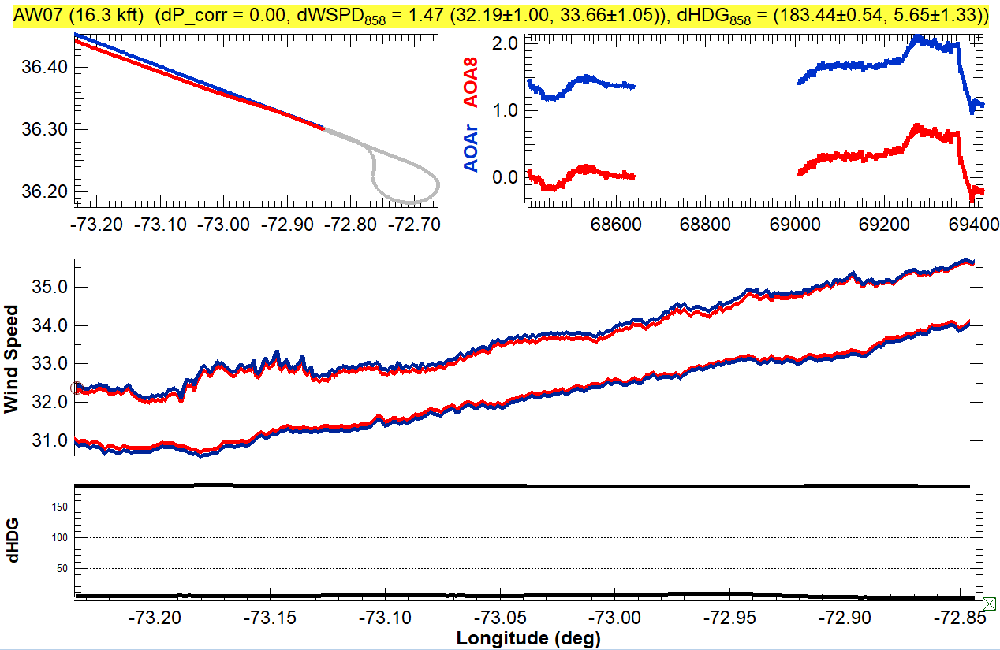 AW07 (16.3 kft)  (dP_corr = 0.00, dWSPD858 = 1.47 (32.19±1.00, 33.66±1.05)), dHDG858 = (183.44±0.54, 5.65±1.33))
36.40
36.30
36.20
-73.20 -73.10 -73.00 -72.90 -72.80 -72.70
AOAr AOA8
2.0
1.0
0.0
68600 68800 69000 69200 69400
Wind Speed
35.0
34.0
33.0
32.0
31.0
dHDG
150
100
50
-73.20 -73.15 -73.10 -73.05 -73.00 -72.95 -72.90 -72.85
Longitude (deg)